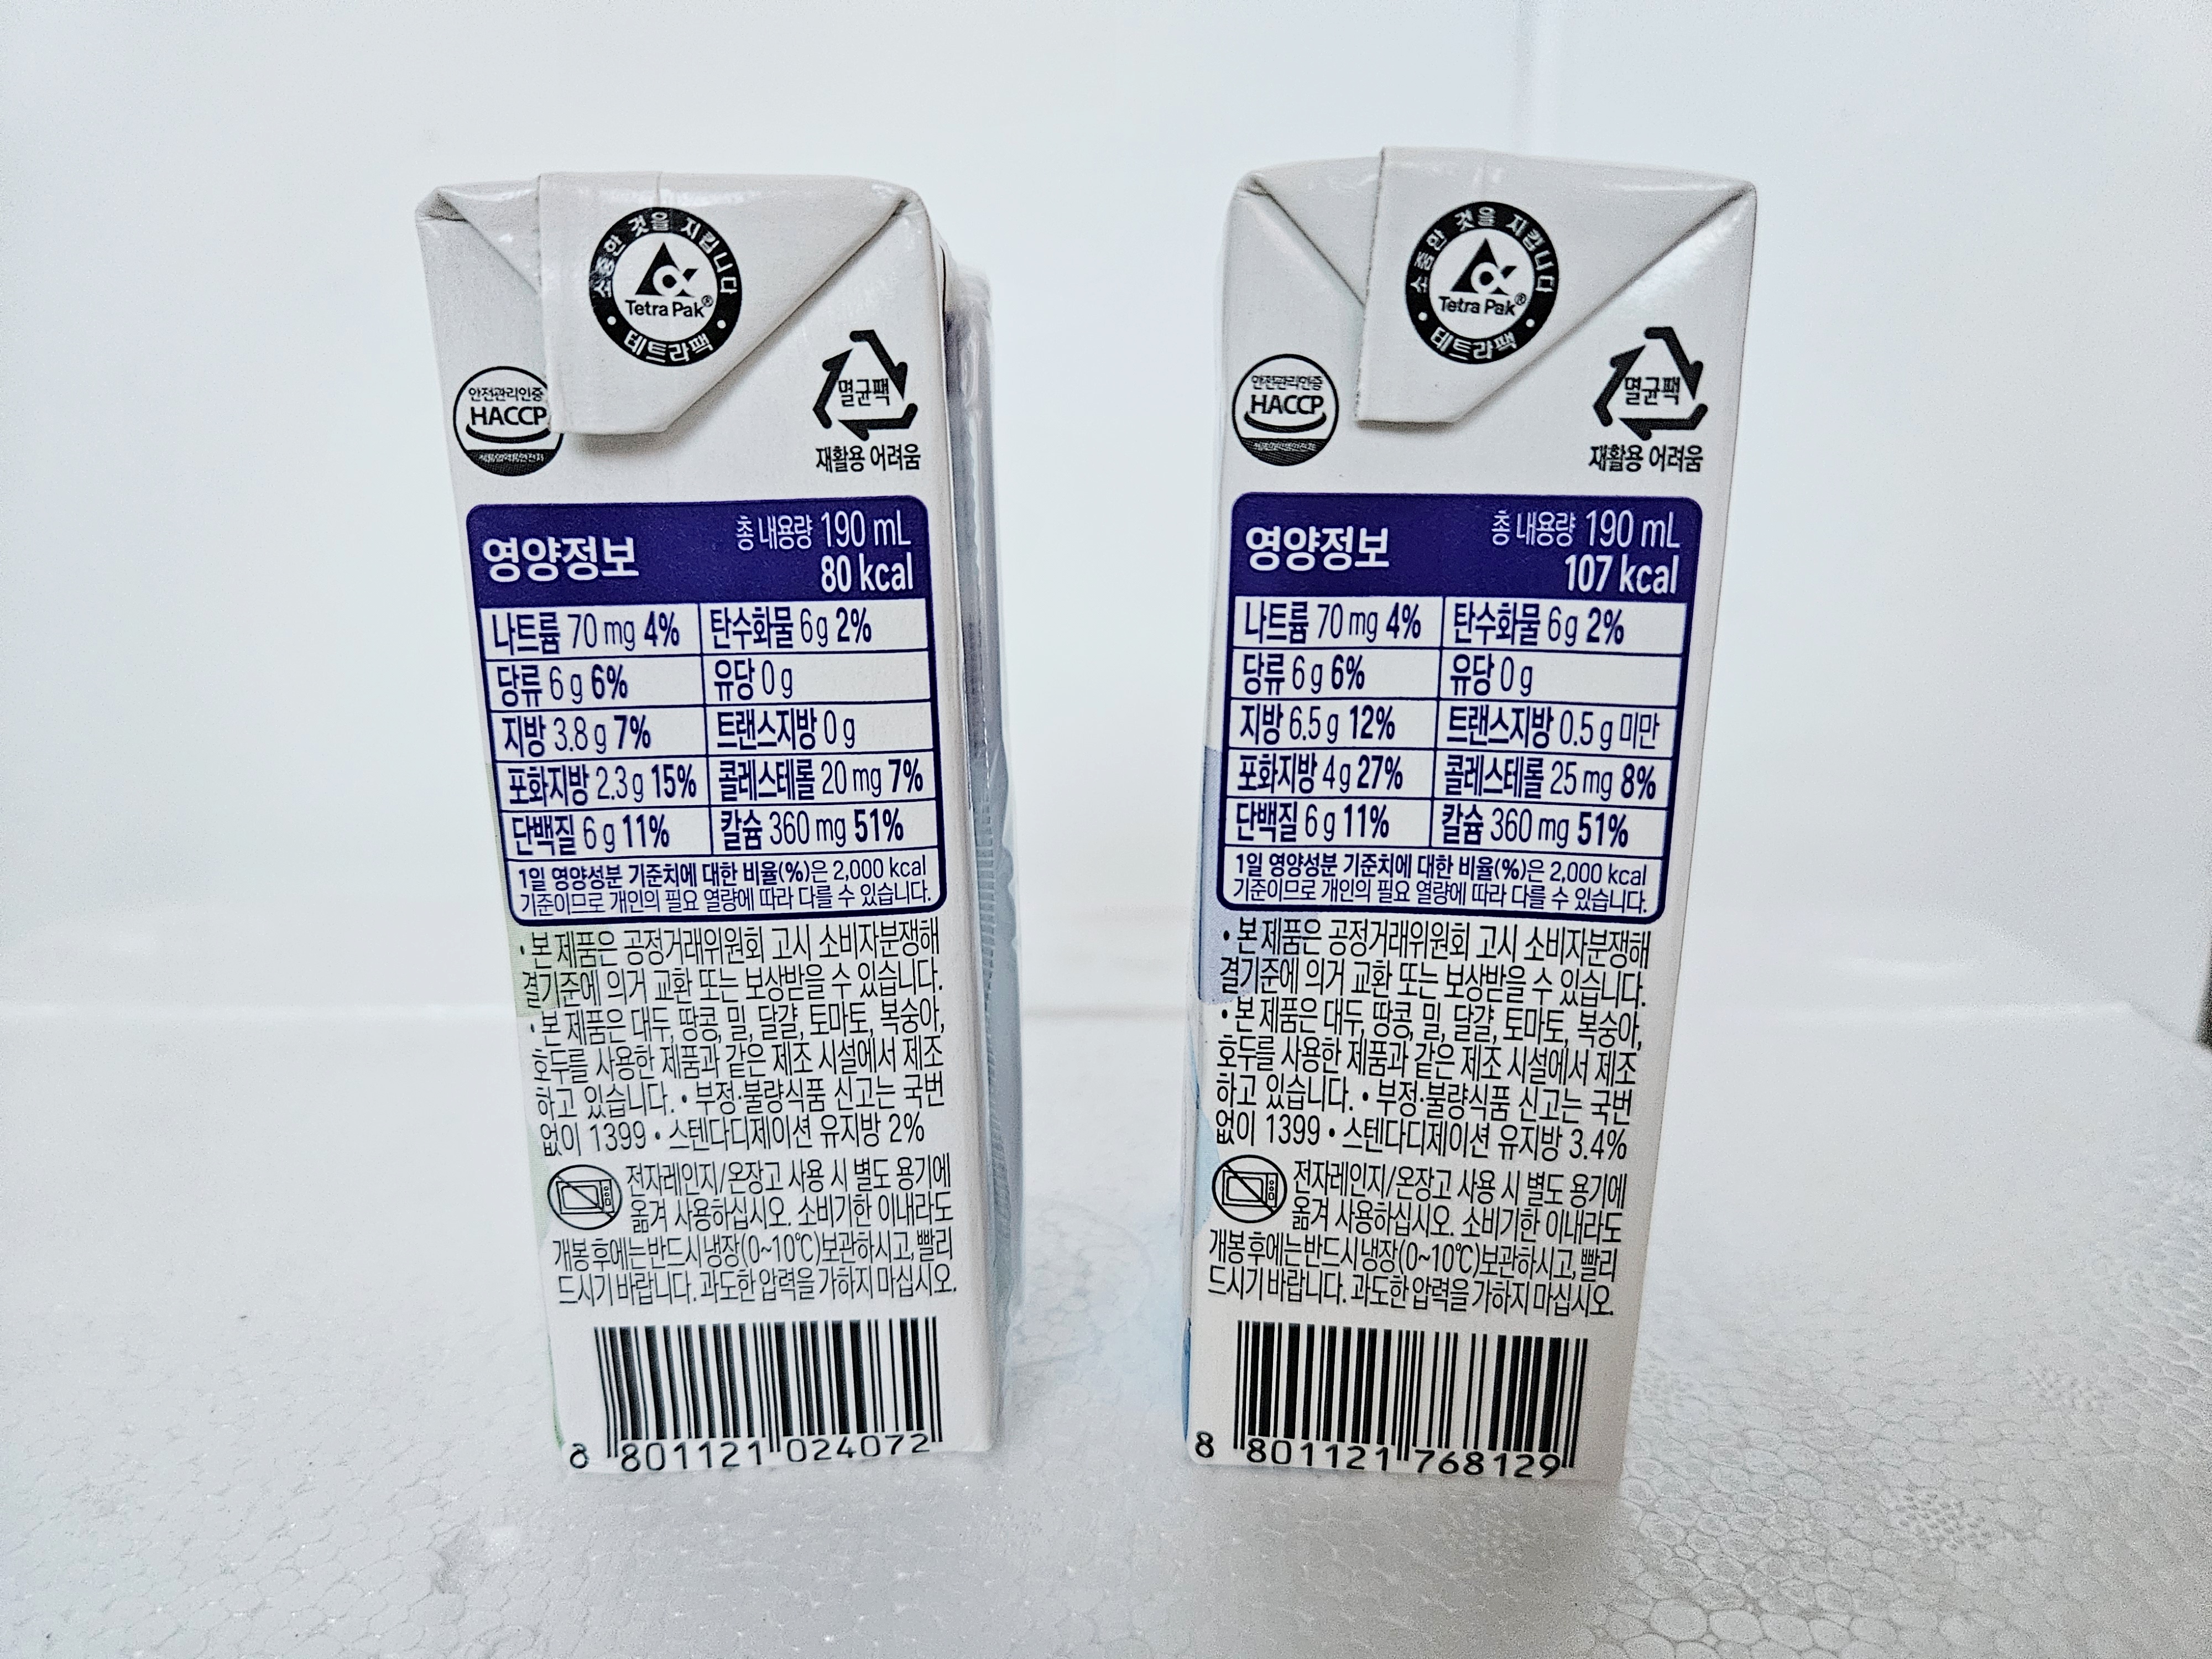 소중한 것을 지킵니다
Tetra Pak®
테트라팩
안전관리인증
HACCP
멸균팩
재활용 어려움
영양정보
총 내용량 190 mL
80 kcal
나트륨 70 mg 4% 탄수화물 6 g 2%
당류 6 g 6% 유당 0 g
지방 3.8 g 7% 트랜스지방 0 g
포화지방 2.3 g 15% 콜레스테롤 20 mg 7%
단백질 6 g 11% 칼슘 360 mg 51%
1일 영양성분 기준치에 대한 비율(%)은 2,000 kcal
기준이므로 개인의 필요 열량에 따라 다를 수 있습니다.
• 본 제품은 공정거래위원회 고시 소비자분쟁해
결기준에 의거 교환 또는 보상받을 수 있습니다.
• 본 제품은 대두, 땅콩, 밀, 달걀, 토마토, 복숭아,
호두를 사용한 제품과 같은 제조 시설에서 제조
하고 있습니다. • 부정·불량식품 신고는 국번
없이 1399 • 스텐다디제이션 유지방 2%
전자레인지/온장고 사용 시 별도 용기에
옮겨 사용하십시오. 소비기한 이내라도
개봉 후에는 반드시 냉장(0~10℃)보관하시고, 빨리
드시기 바랍니다. 과도한 압력을 가하지 마십시오.
8 801121 024072
소중한 것을 지킵니다
Tetra Pak®
테트라팩
안전관리인증
HACCP
멸균팩
재활용 어려움
영양정보
총 내용량 190 mL
107 kcal
나트륨 70 mg 4% 탄수화물 6 g 2%
당류 6 g 6% 유당 0 g
지방 6.5 g 12% 트랜스지방 0.5 g 미만
포화지방 4 g 27% 콜레스테롤 25 mg 8%
단백질 6 g 11% 칼슘 360 mg 51%
1일 영양성분 기준치에 대한 비율(%)은 2,000 kcal
기준이므로 개인의 필요 열량에 따라 다를 수 있습니다.
• 본 제품은 공정거래위원회 고시 소비자분쟁해
결기준에 의거 교환 또는 보상받을 수 있습니다.
• 본 제품은 대두, 땅콩, 밀, 달걀, 토마토, 복숭아,
호두를 사용한 제품과 같은 제조 시설에서 제조
하고 있습니다. • 부정·불량식품 신고는 국번
없이 1399 • 스텐다디제이션 유지방 3.4%
전자레인지/온장고 사용 시 별도 용기에
옮겨 사용하십시오. 소비기한 이내라도
개봉 후에는 반드시 냉장(0~10℃)보관하시고, 빨리
드시기 바랍니다. 과도한 압력을 가하지 마십시오.
8 801121 768129